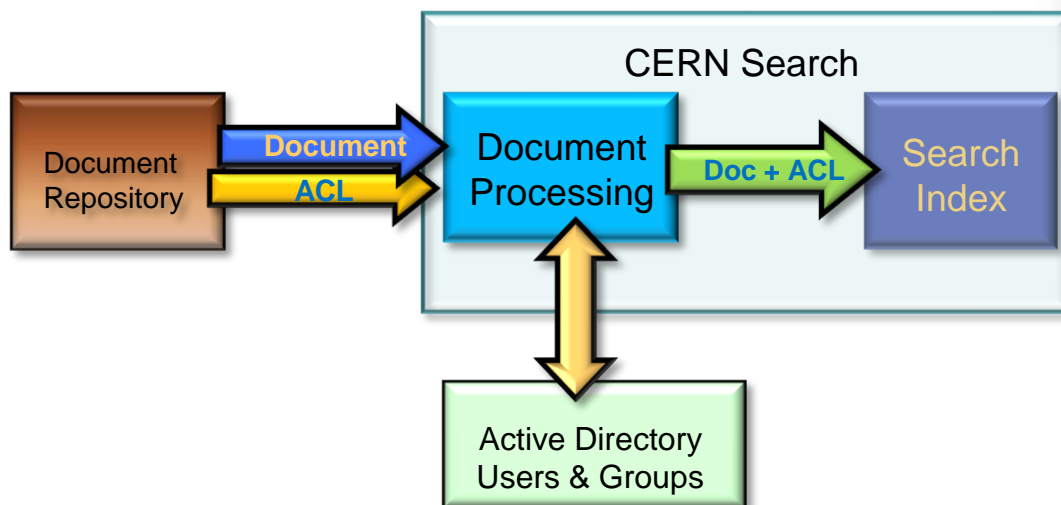 CERN Search
Document
Repository
Document
ACL
Document
Processing
Doc + ACL
Search
Index
Active Directory
Users & Groups